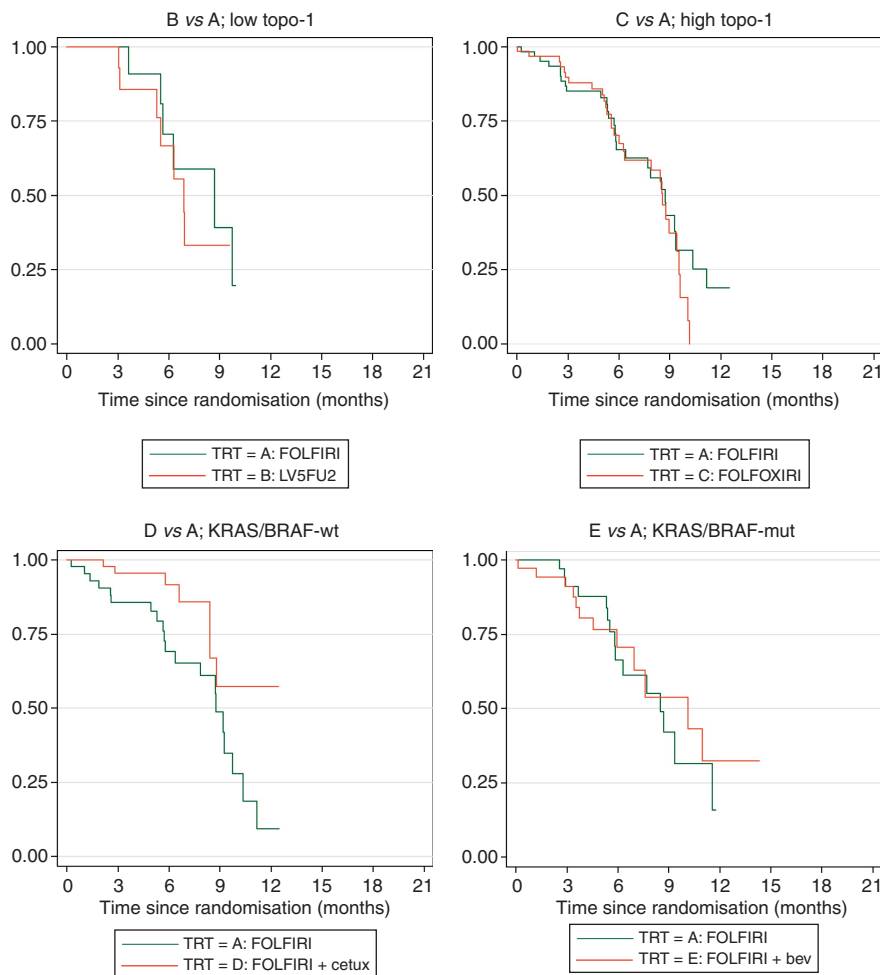 B vs A; low topo-1
1.00
0.75
0.50
0.25
0.00
0 3 6 9 12 15 18 21
Time since randomisation (months)
TRT = A: FOLFIRI
TRT = B: LV5FU2
C vs A; high topo-1
1.00
0.75
0.50
0.25
0.00
0 3 6 9 12 15 18 21
Time since randomisation (months)
TRT = A: FOLFIRI
TRT = C: FOLFOXIRI
D vs A; KRAS/BRAF-wt
1.00
0.75
0.50
0.25
0.00
0 3 6 9 12 15 18 21
Time since randomisation (months)
TRT = A: FOLFIRI
TRT = D: FOLFIRI + cetux
E vs A; KRAS/BRAF-mut
1.00
0.75
0.50
0.25
0.00
0 3 6 9 12 15 18 21
Time since randomisation (months)
TRT = A: FOLFIRI
TRT = E: FOLFIRI + bev